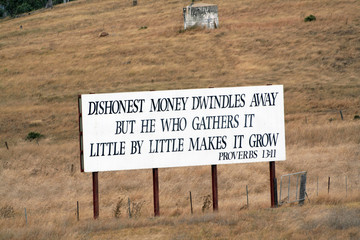 DISHONEST MONEY DWINDLES AWAY
BUT HE WHO GATHERS IT
LITTLE BY LITTLE MAKES IT GROW
PROVERBS 13:11